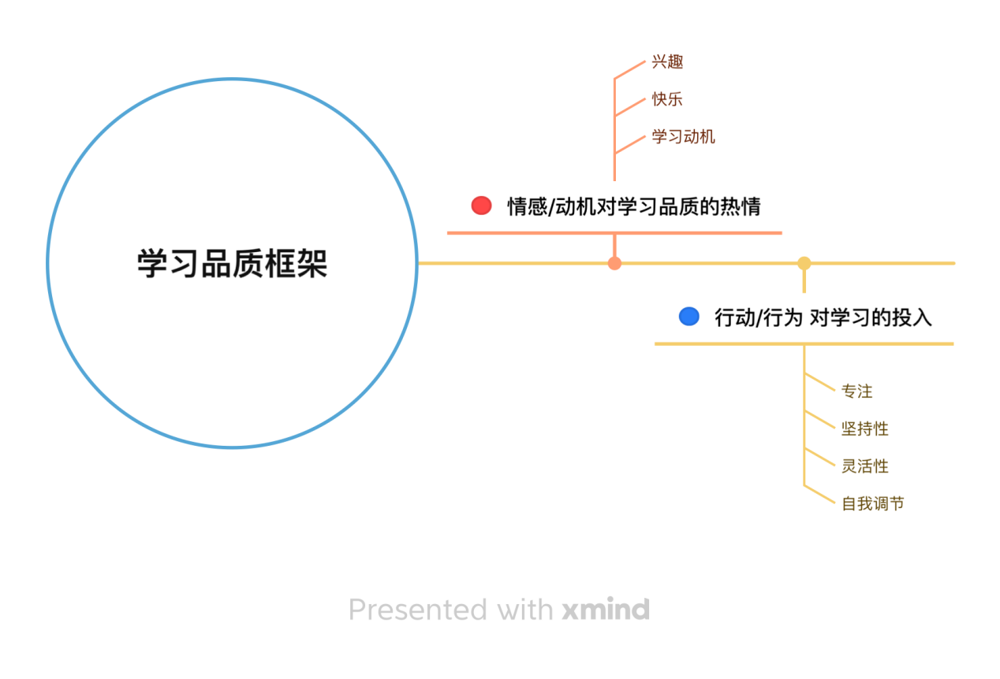 学习品质框架
兴趣
快乐
学习动机
情感/动机对学习品质的热情
行动/行为 对学习的投入
专注
坚持性
灵活性
自我调节
Presented with xmind